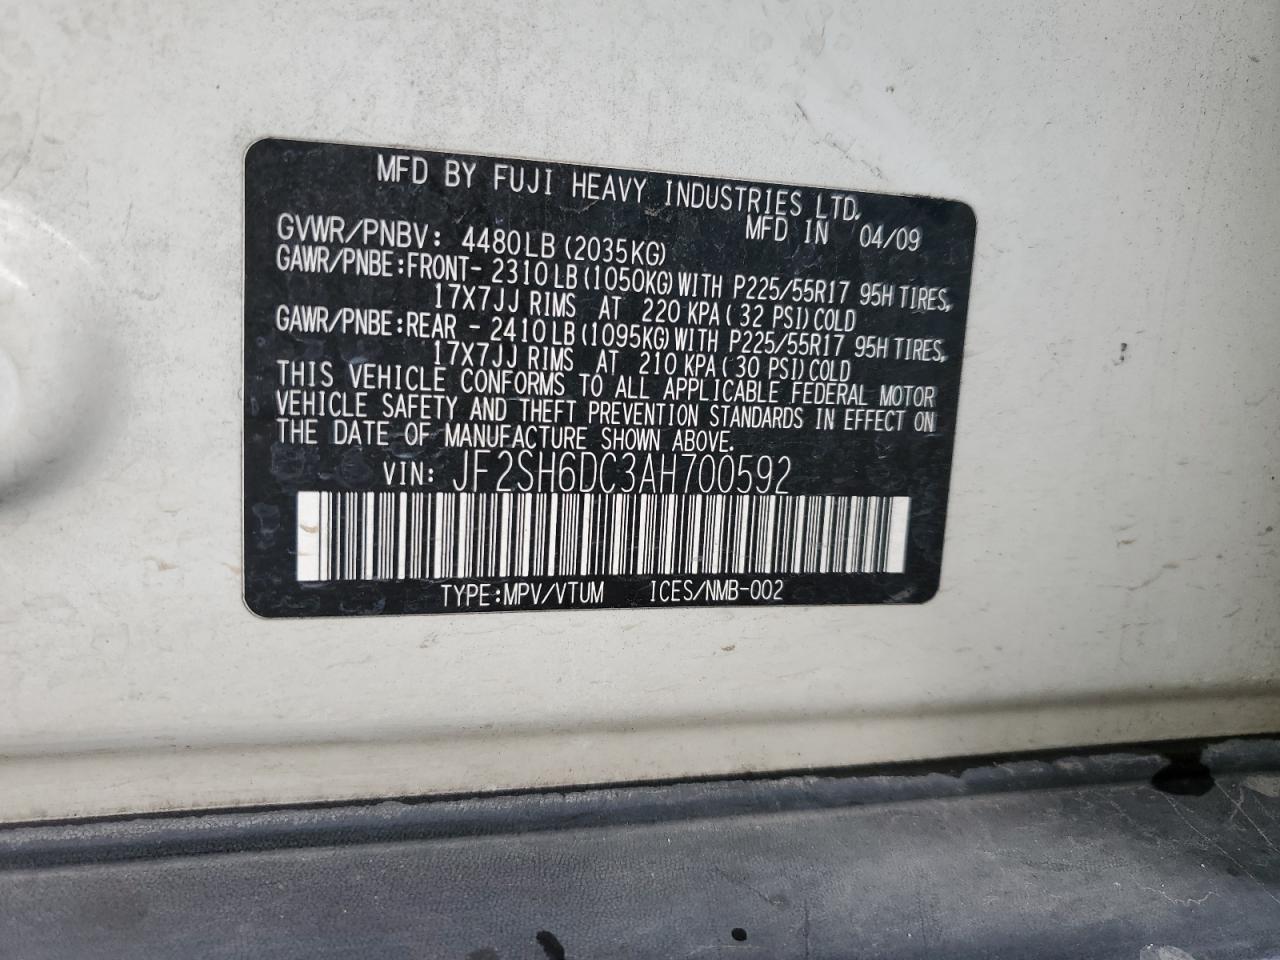 MFD BY FUJI HEAVY INDUSTRIES LTD.
MFD IN 04/09
GVWR/PNBV: 4480LB (2035KG)
GAWR/PNBE:FRONT- 2310LB (1050KG) WITH P225/55R17 95H TIRES,
17X7JJ RIMS AT 220 KPA ( 32 PSI) COLD
GAWR/PNBE:REAR - 2410LB (1095KG) WITH P225/55R17 95H TIRES,
17X7JJ RIMS AT 210 KPA ( 30 PSI) COLD
THIS VEHICLE CONFORMS TO ALL APPLICABLE FEDERAL MOTOR
VEHICLE SAFETY AND THEFT PREVENTION STANDARDS IN EFFECT ON
THE DATE OF MANUFACTURE SHOWN ABOVE.
VIN: JF2SH6DC3AH700592
TYPE:MPV/VTUM ICES/NMB-002